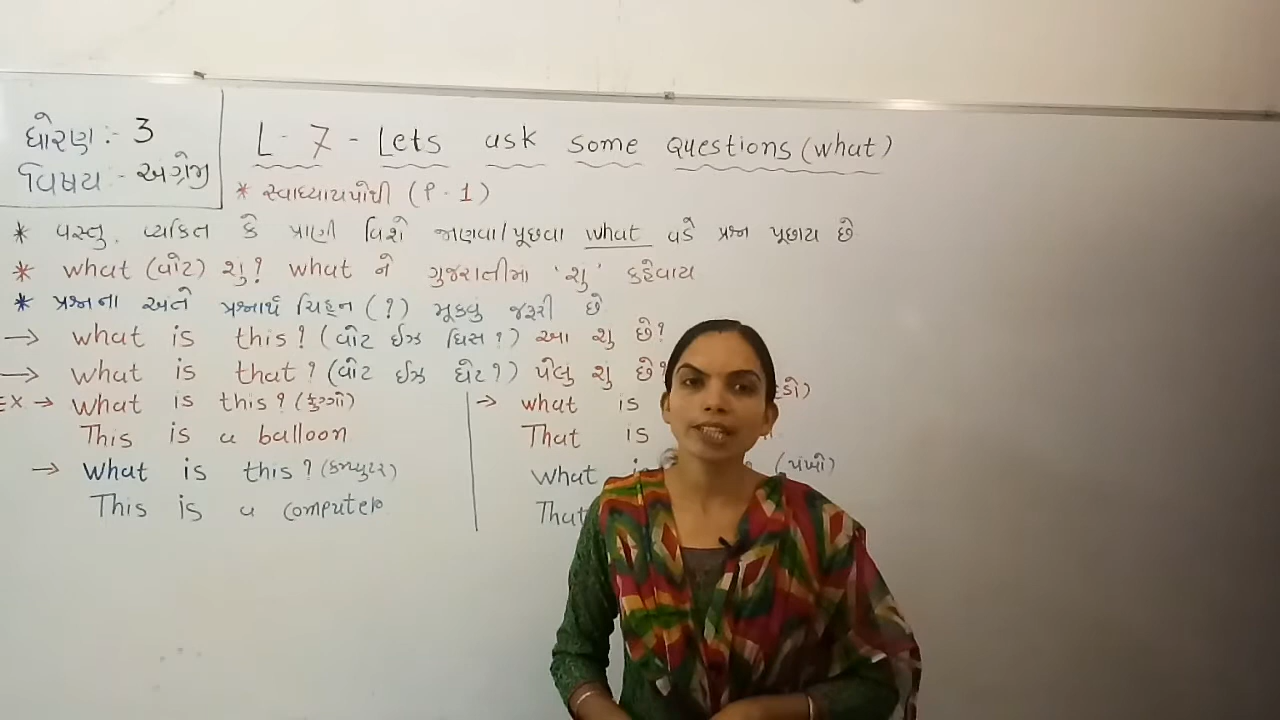 ધોરણ :- 3
વિષય - અંગ્રેજી
L - 7 - Lets ask some Questions (what)
* સ્વાધ્યાયપોથી (P - 1)
* વસ્તુ, વ્યકિત કે પ્રાણી વિશે જાણવા/પૂછવા what વડે પ્રશ્ન પૂછાય છે
* what (વોટ) શું? what ને ગુજરાતીમાં 'શું' કહેવાય
* પ્રશ્નના અંતે પ્રશ્નાર્થ ચિહ્ન (?) મૂકવું જરૂરી છે
→ what is this? (વોટ ઈઝ ધિસ?) આ શુ છે?
→ what is that? (વોટ ઈઝ ધેટ?) પેલું શું છે?
EX → what is this? (ફુગ્ગો)
This is a balloon
→ what is this? (કમ્પ્યુટર)
This is a computer
→ what is
That is
What is (પંખો)
That